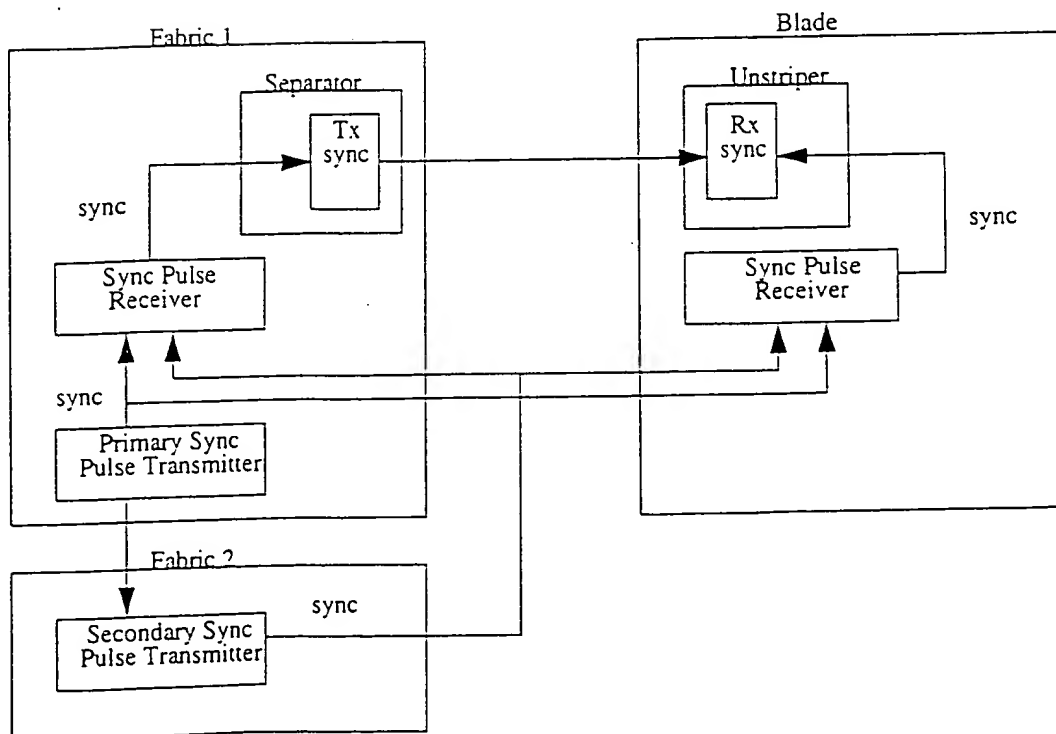 Fabric 1
Blade
Separator
Unstriper
Tx
sync
Rx
sync
sync
sync
Sync Pulse
Receiver
Sync Pulse
Receiver
sync
Primary Sync
Pulse Transmitter
Fabric 2
sync
Secondary Sync
Pulse Transmitter